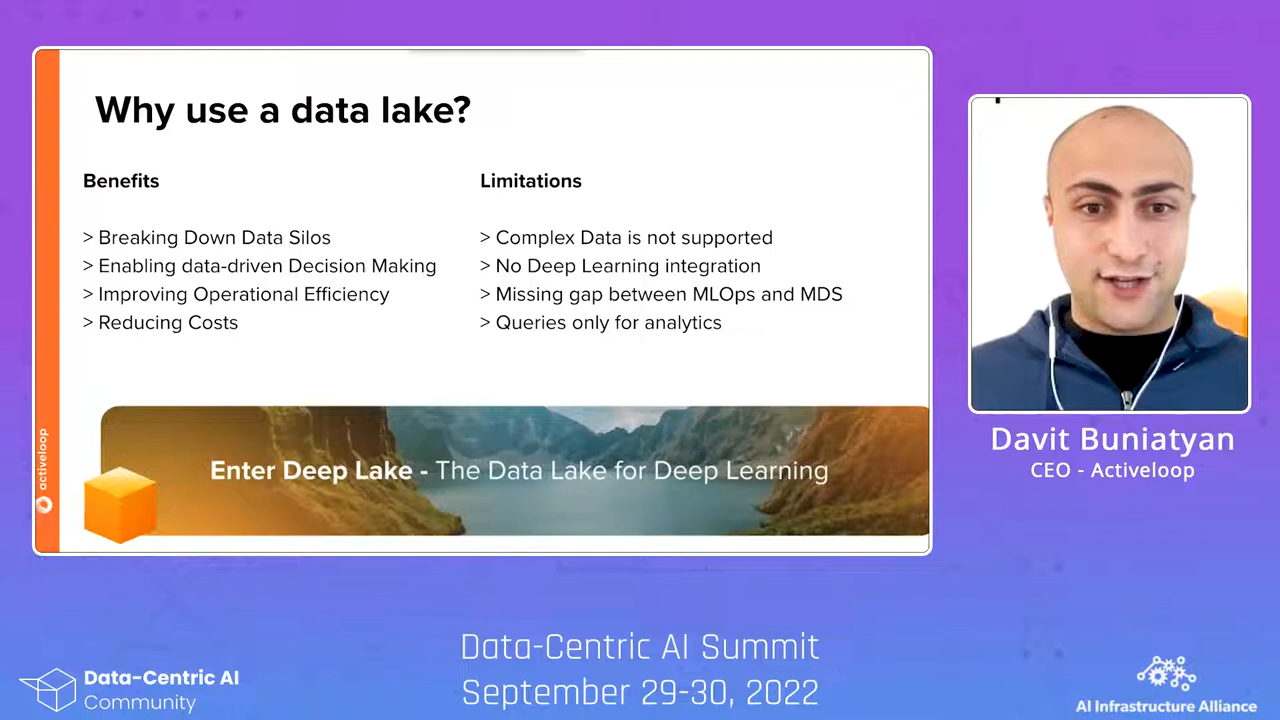 Why use a data lake?
Benefits
> Breaking Down Data Silos
> Enabling data-driven Decision Making
> Improving Operational Efficiency
> Reducing Costs
Limitations
> Complex Data is not supported
> No Deep Learning integration
> Missing gap between MLOps and MDS
> Queries only for analytics
Enter Deep Lake - The Data Lake for Deep Learning
activeloop
Davit Buniatyan
CEO - Activeloop
Data-Centric AI Summit
September 29-30, 2022
Data-Centric AI
Community
AI Infrastructure Alliance